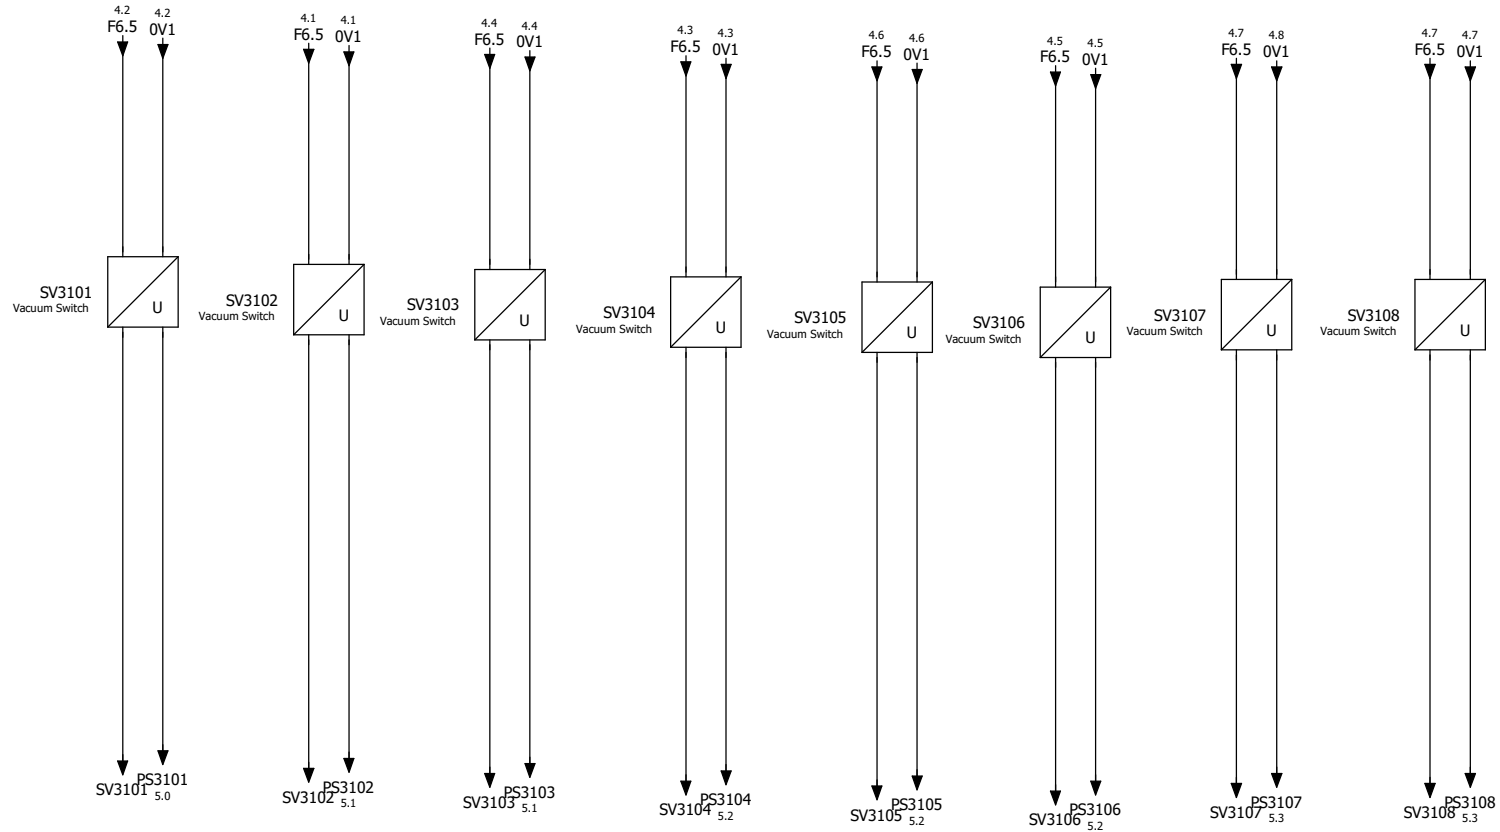 4.2 4.2
F6.5 0V1
4.1 4.1
F6.5 0V1
4.4 4.4
F6.5 0V1
4.3 4.3
F6.5 0V1
4.6 4.6
F6.5 0V1
4.5 4.5
F6.5 0V1
4.7 4.8
F6.5 0V1
4.7 4.7
F6.5 0V1
SV3101
Vacuum Switch
U
SV3102
Vacuum Switch
U
SV3103
Vacuum Switch
U
SV3104
Vacuum Switch
U
SV3105
Vacuum Switch
U
SV3106
Vacuum Switch
U
SV3107
Vacuum Switch
U
SV3108
Vacuum Switch
U
SV3101 PS3101
5.0
SV3102 PS3102
5.1
SV3103 PS3103
5.1
SV3104 PS3104
5.2
SV3105 PS3105
5.2
SV3106 PS3106
5.2
SV3107 PS3107
5.3
SV3108 PS3108
5.3